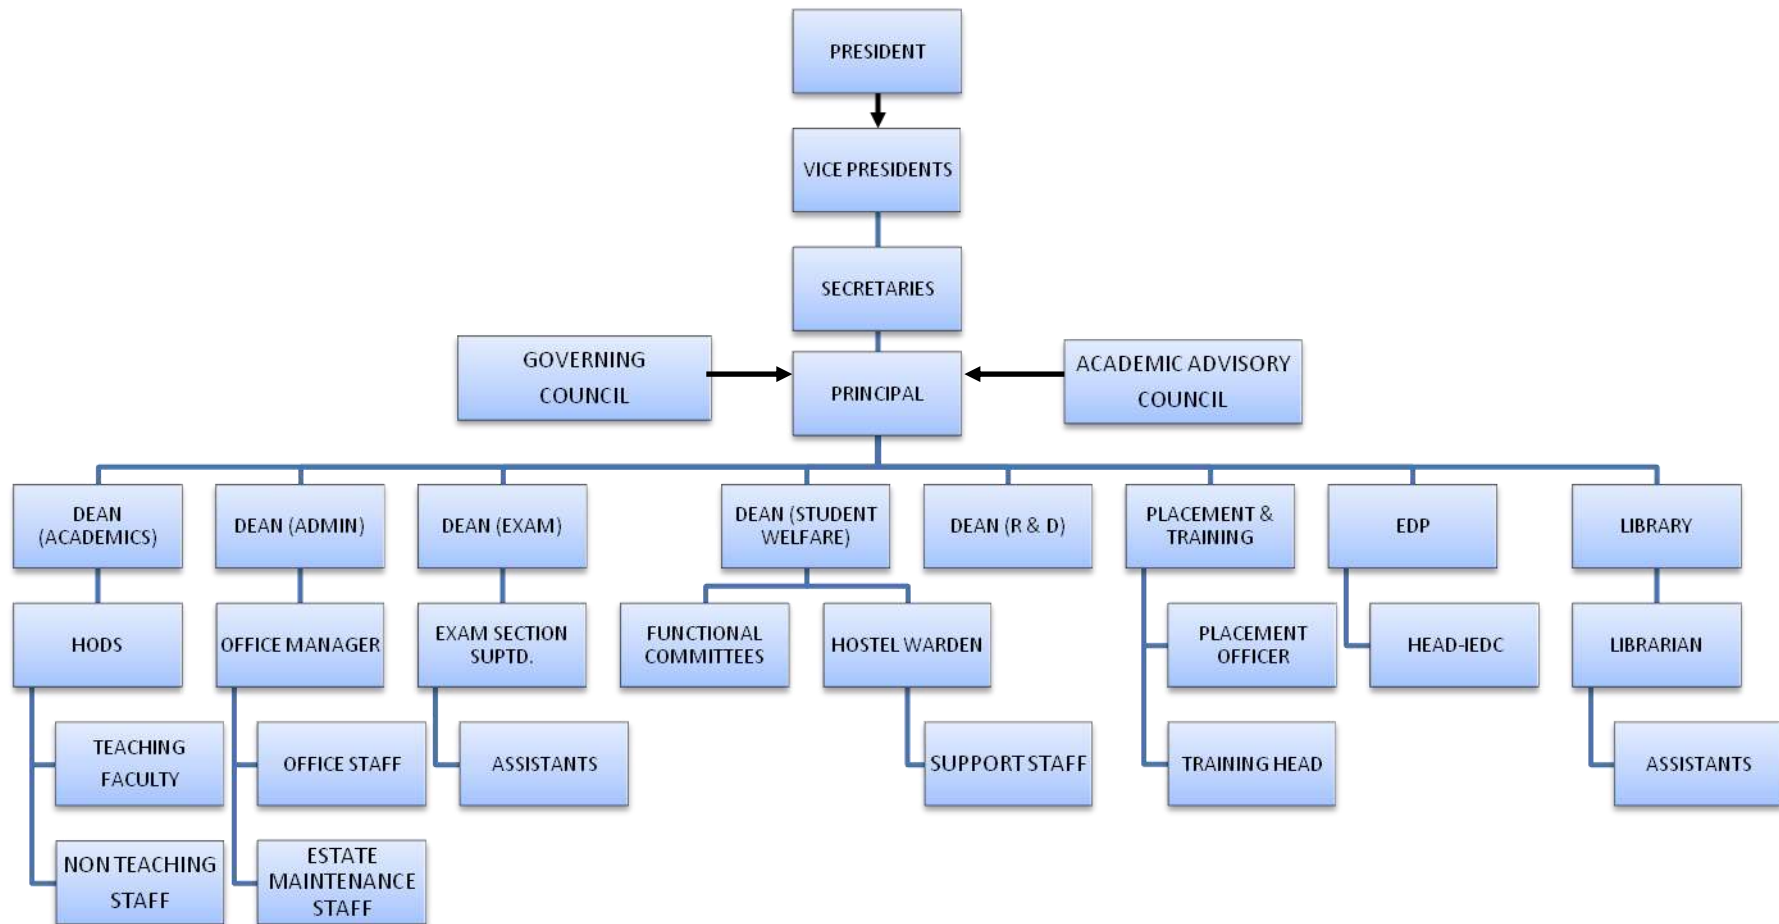 PRESIDENT
VICE PRESIDENTS
SECRETARIES
GOVERNING
COUNCIL
PRINCIPAL
ACADEMIC ADVISORY
COUNCIL
DEAN
(ACADEMICS)
DEAN (ADMIN)
DEAN (EXAM)
DEAN (STUDENT
WELFARE)
DEAN (R & D)
PLACEMENT &
TRAINING
EDP
LIBRARY
HODS
OFFICE MANAGER
EXAM SECTION
SUPTD.
FUNCTIONAL
COMMITTEES
HOSTEL WARDEN
PLACEMENT
OFFICER
HEAD-IEDC
LIBRARIAN
TEACHING
FACULTY
OFFICE STAFF
ASSISTANTS
SUPPORT STAFF
TRAINING HEAD
ASSISTANTS
NON TEACHING
STAFF
ESTATE
MAINTENANCE
STAFF